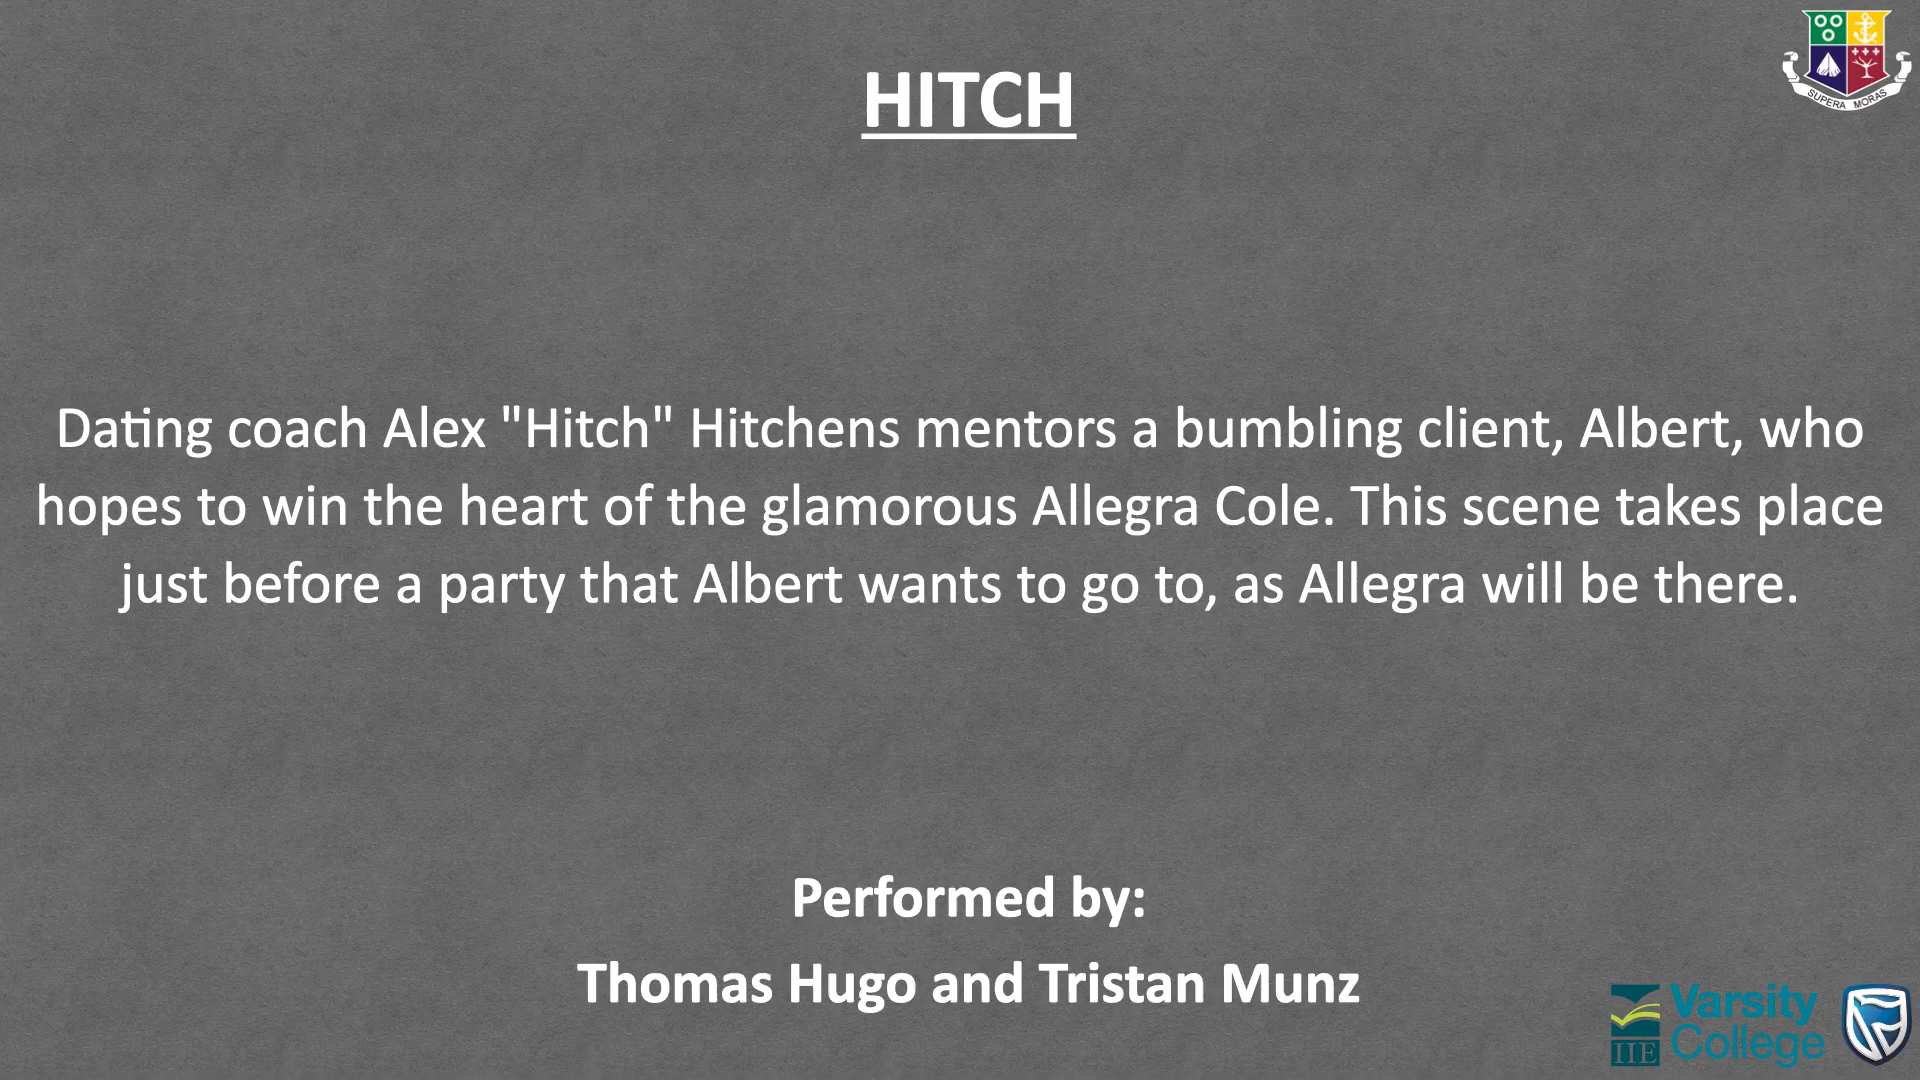 SUPERA MORAS
HITCH
Dating coach Alex "Hitch" Hitchens mentors a bumbling client, Albert, who
hopes to win the heart of the glamorous Allegra Cole. This scene takes place
just before a party that Albert wants to go to, as Allegra will be there.
Performed by:
Thomas Hugo and Tristan Munz
IIE
Varsity
College